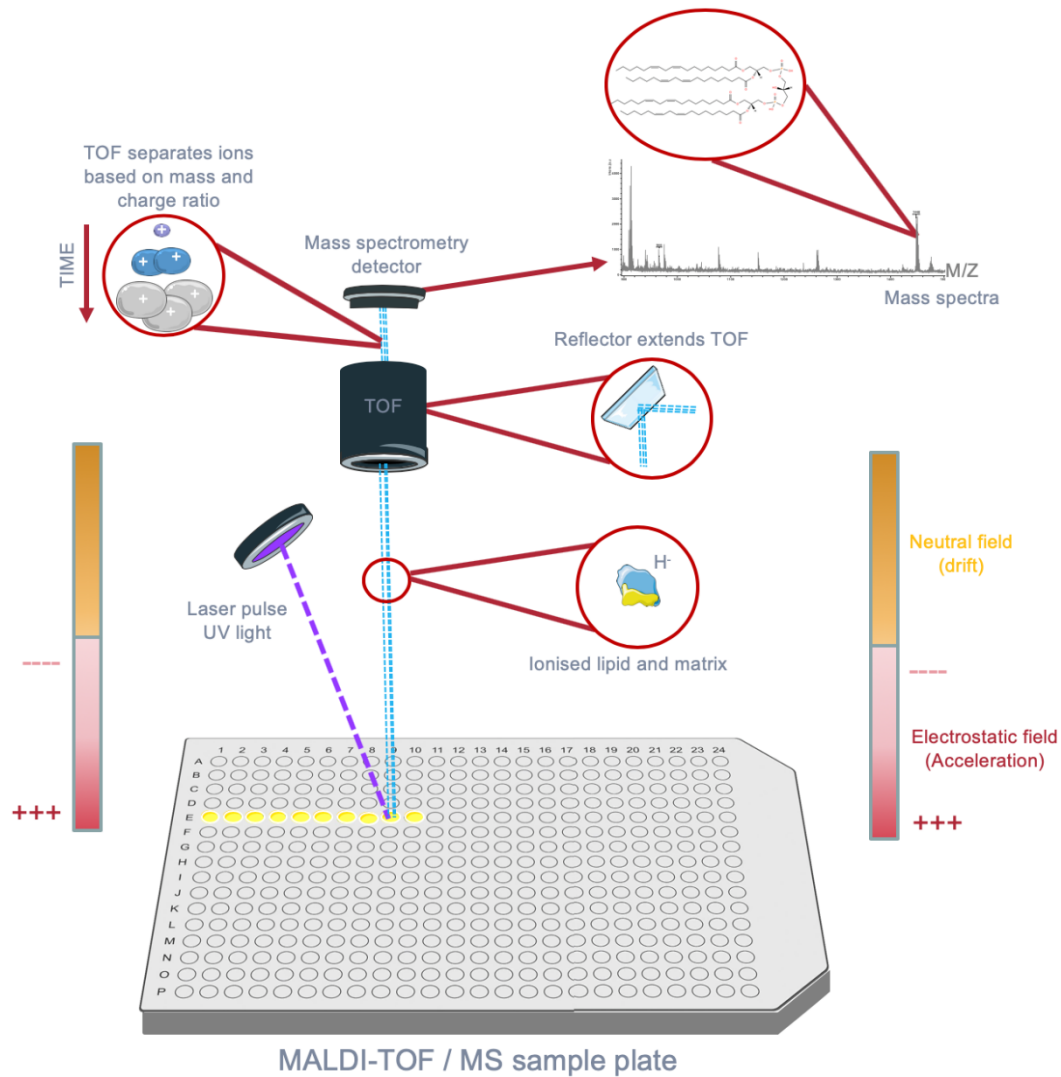 TOF separates ions
based on mass and
charge ratio
TIME
+
+ +
+
+ +
Mass spectrometry
detector
M/Z
Mass spectra
Reflector extends TOF
TOF
Laser pulse
UV light
H-
Ionised lipid and matrix
Neutral field
(drift)
----
----
Electrostatic field
(Acceleration)
+++
+++
1 2 3 4 5 6 7 8 9 10 11 12 13 14 15 16 17 18 19 20 21 22 23 24
A
B
C
D
E
F
G
H
I
J
K
L
M
N
O
P
MALDI-TOF / MS sample plate